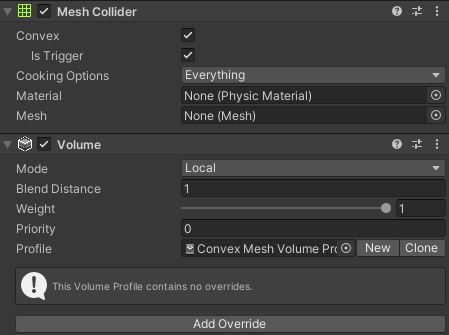 Mesh Collider
Convex
Is Trigger
Cooking Options Everything
Material None (Physic Material)
Mesh None (Mesh)
Volume
Mode Local
Blend Distance 1
Weight 1
Priority 0
Profile Convex Mesh Volume Pro New Clone
This Volume Profile contains no overrides.
Add Override